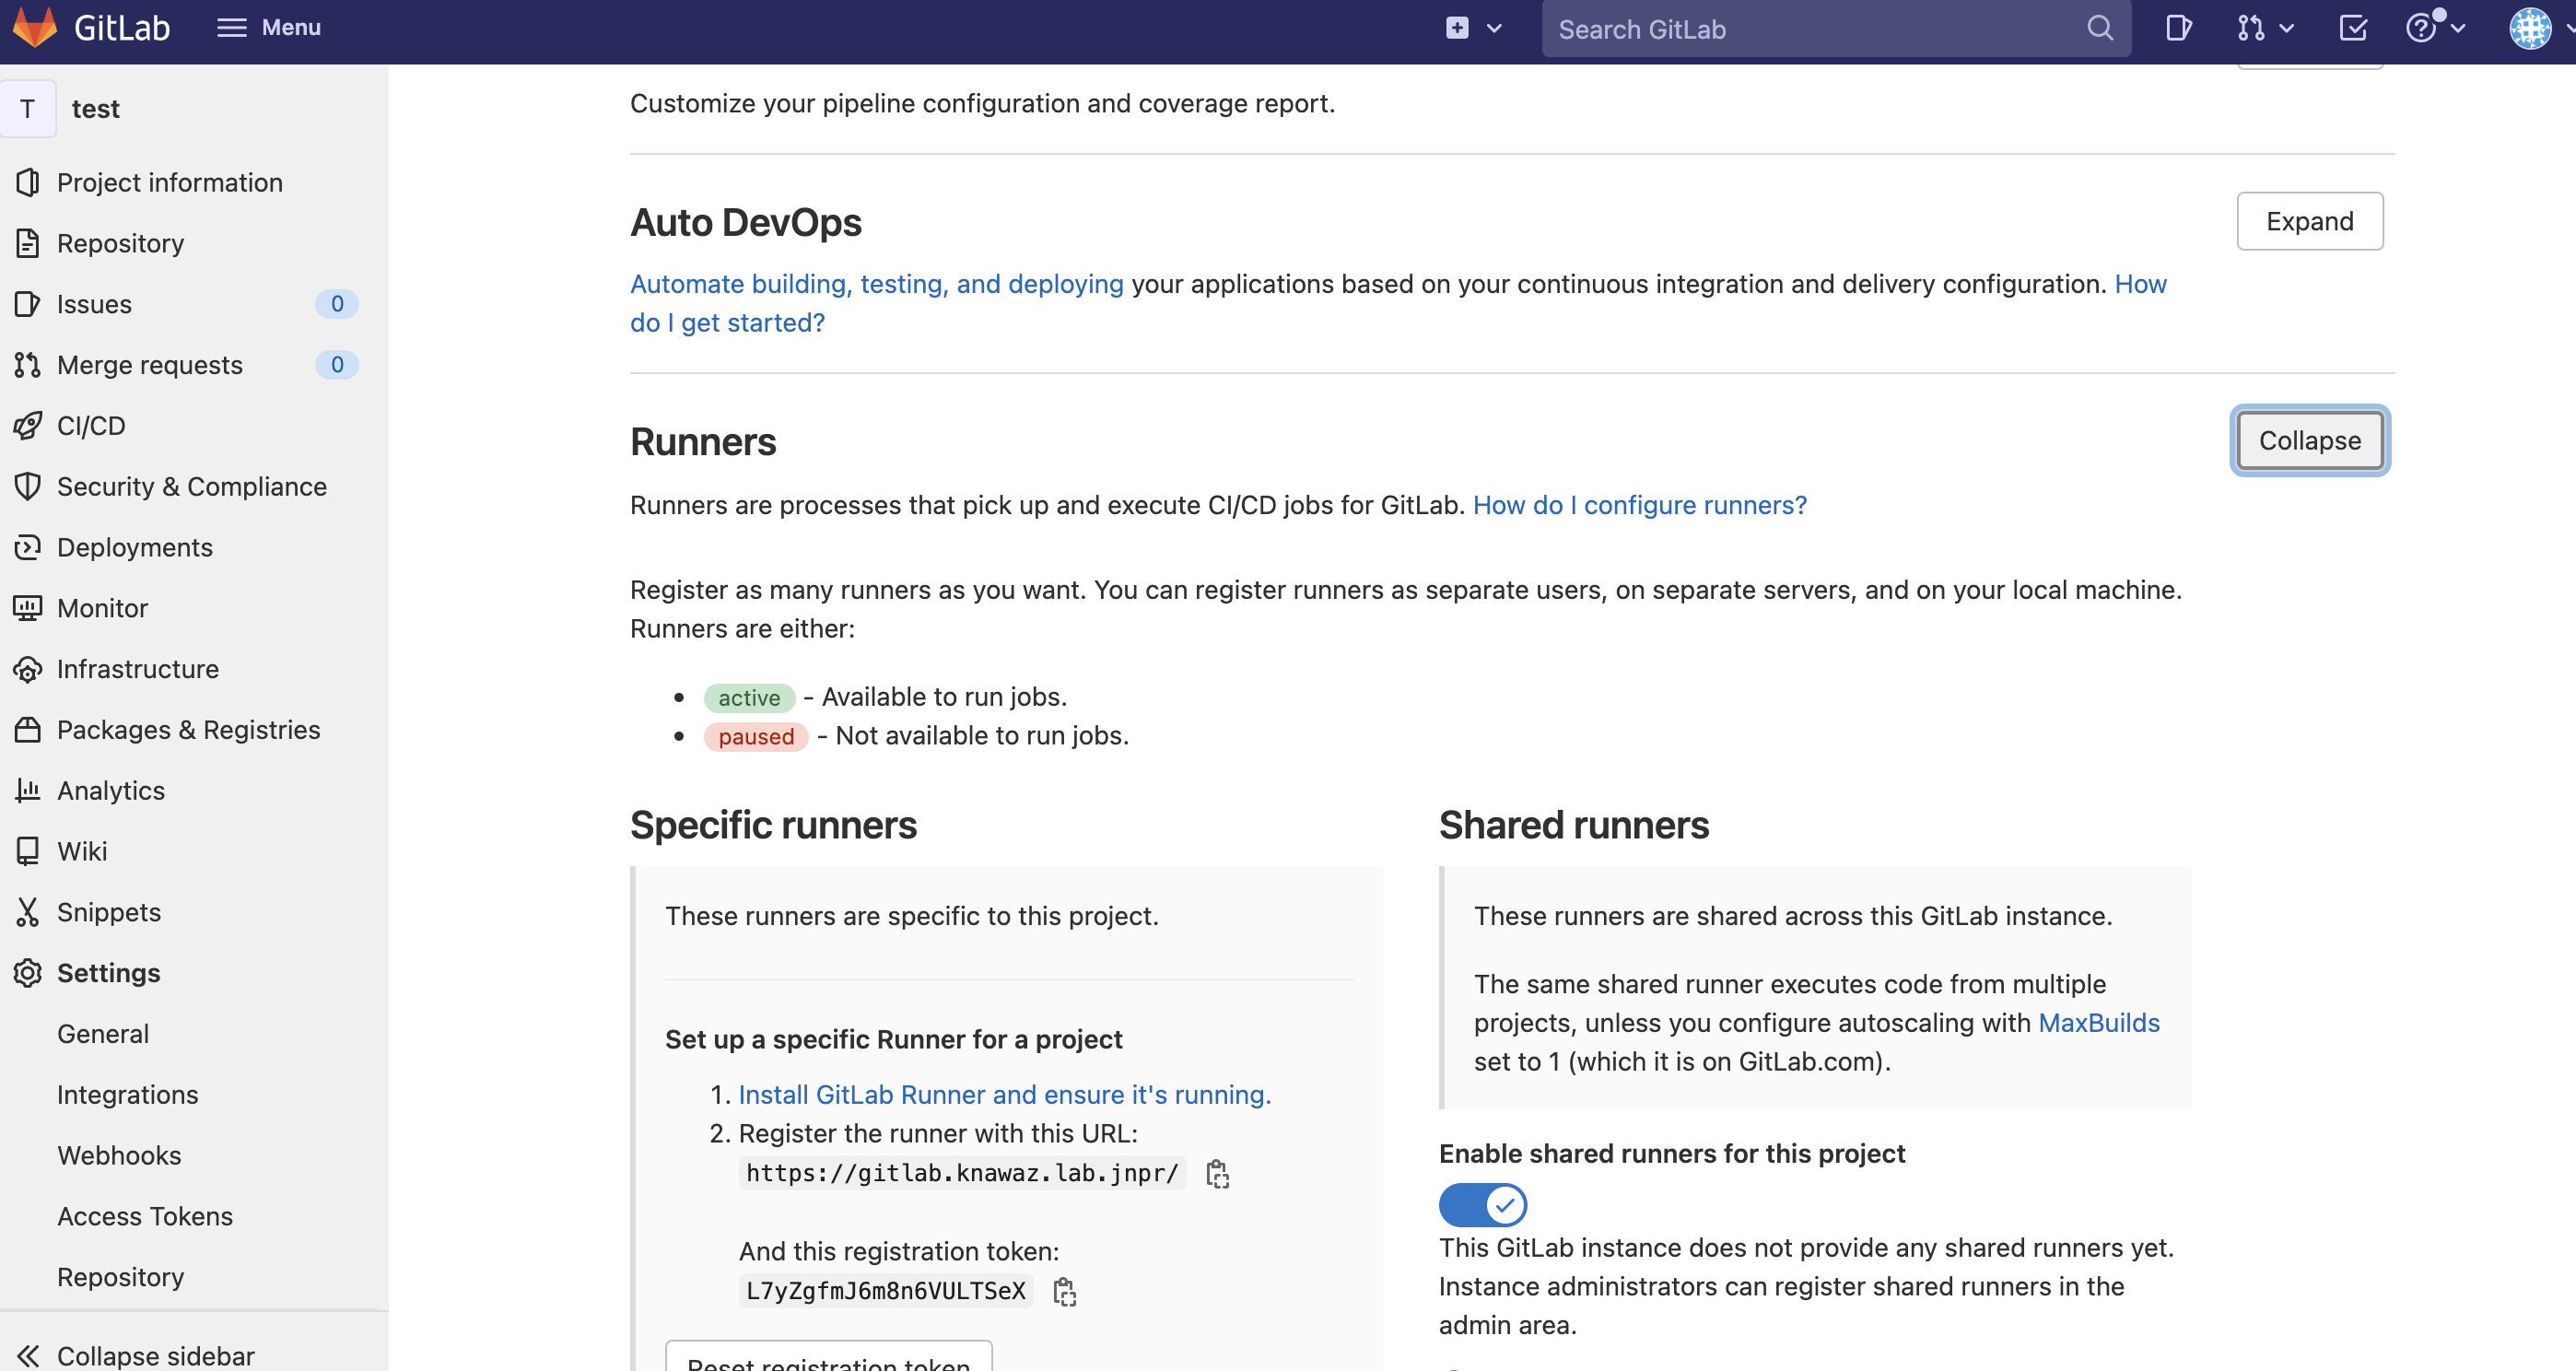 GitLab
Menu
Search GitLab
T
test
Project information
Repository
Issues
0
Merge requests
0
CI/CD
Security & Compliance
Deployments
Monitor
Infrastructure
Packages & Registries
Analytics
Wiki
Snippets
Settings
General
Integrations
Webhooks
Access Tokens
Repository
Collapse sidebar
Customize your pipeline configuration and coverage report.
Auto DevOps
Expand
Automate building, testing, and deploying your applications based on your continuous integration and delivery configuration. How
do I get started?
Runners
Collapse
Runners are processes that pick up and execute CI/CD jobs for GitLab. How do I configure runners?
Register as many runners as you want. You can register runners as separate users, on separate servers, and on your local machine.
Runners are either:
• active - Available to run jobs.
• paused - Not available to run jobs.
Specific runners
These runners are specific to this project.
Set up a specific Runner for a project
1. Install GitLab Runner and ensure it's running.
2. Register the runner with this URL:
https://gitlab.knawaz.lab.jnpr/
And this registration token:
L7yZgfmJ6m8n6VULTSeX
Reset registration token
Shared runners
These runners are shared across this GitLab instance.
The same shared runner executes code from multiple
projects, unless you configure autoscaling with MaxBuilds
set to 1 (which it is on GitLab.com).
Enable shared runners for this project
This GitLab instance does not provide any shared runners yet.
Instance administrators can register shared runners in the
admin area.